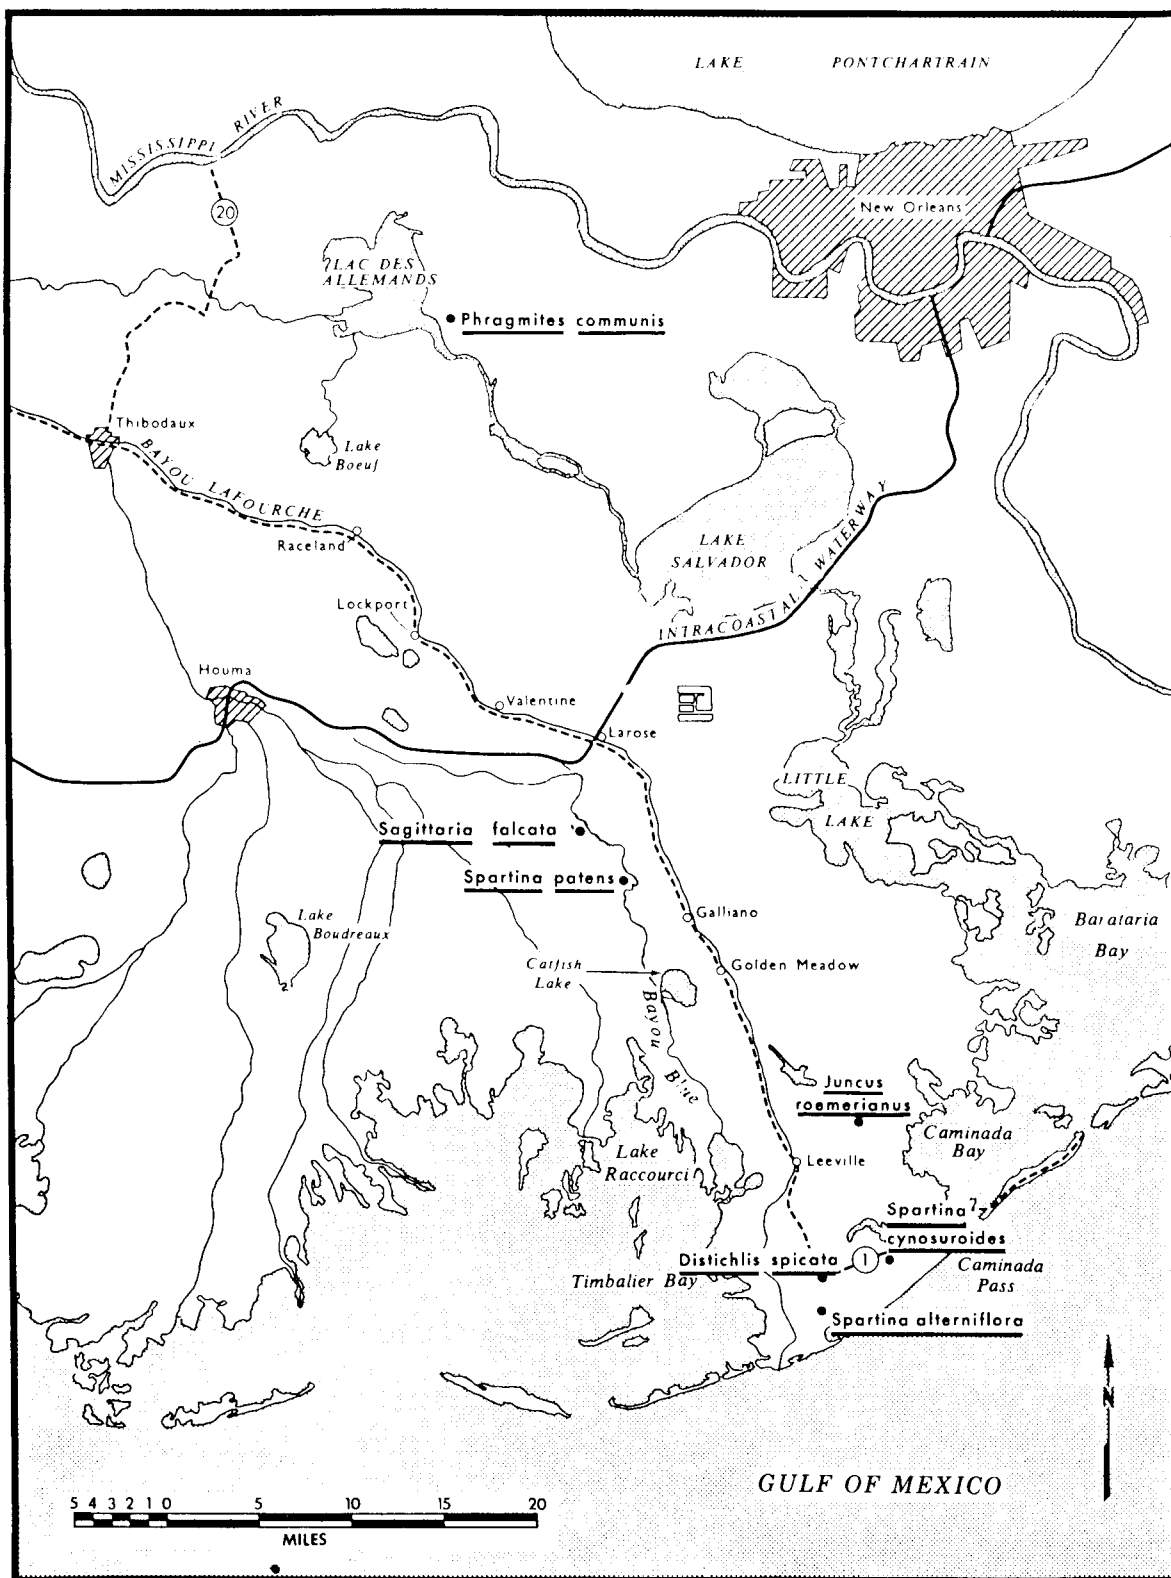 LAKE PONTCHARTRAIN
MISSISSIPPI RIVER
20
New Orleans
LAC DES
ALLEMANDS
Phragmites communis
Thibodaux
BAYOU LAFOURCHE
Lake
Boeuf
Raceland
LAKE
SALVADOR
INTRACOASTAL WATERWAY
Lockport
Houma
Valentine
Larose
LITTLE
LAKE
Sagittaria falcata
Spartina patens
Galliano
Lake
Boudreaux
Barataria
Bay
Catfish
Lake
Golden Meadow
Bayou Blue
Juncus
roemerianus
Caminada
Bay
Lake
Raccourci
Leeville
Spartina
cynosuroides
Distichlis spicata
1
Caminada
Pass
Timbalier Bay
Spartina alterniflora
N
GULF OF MEXICO
5 4 3 2 1 0 5 10 15 20
MILES